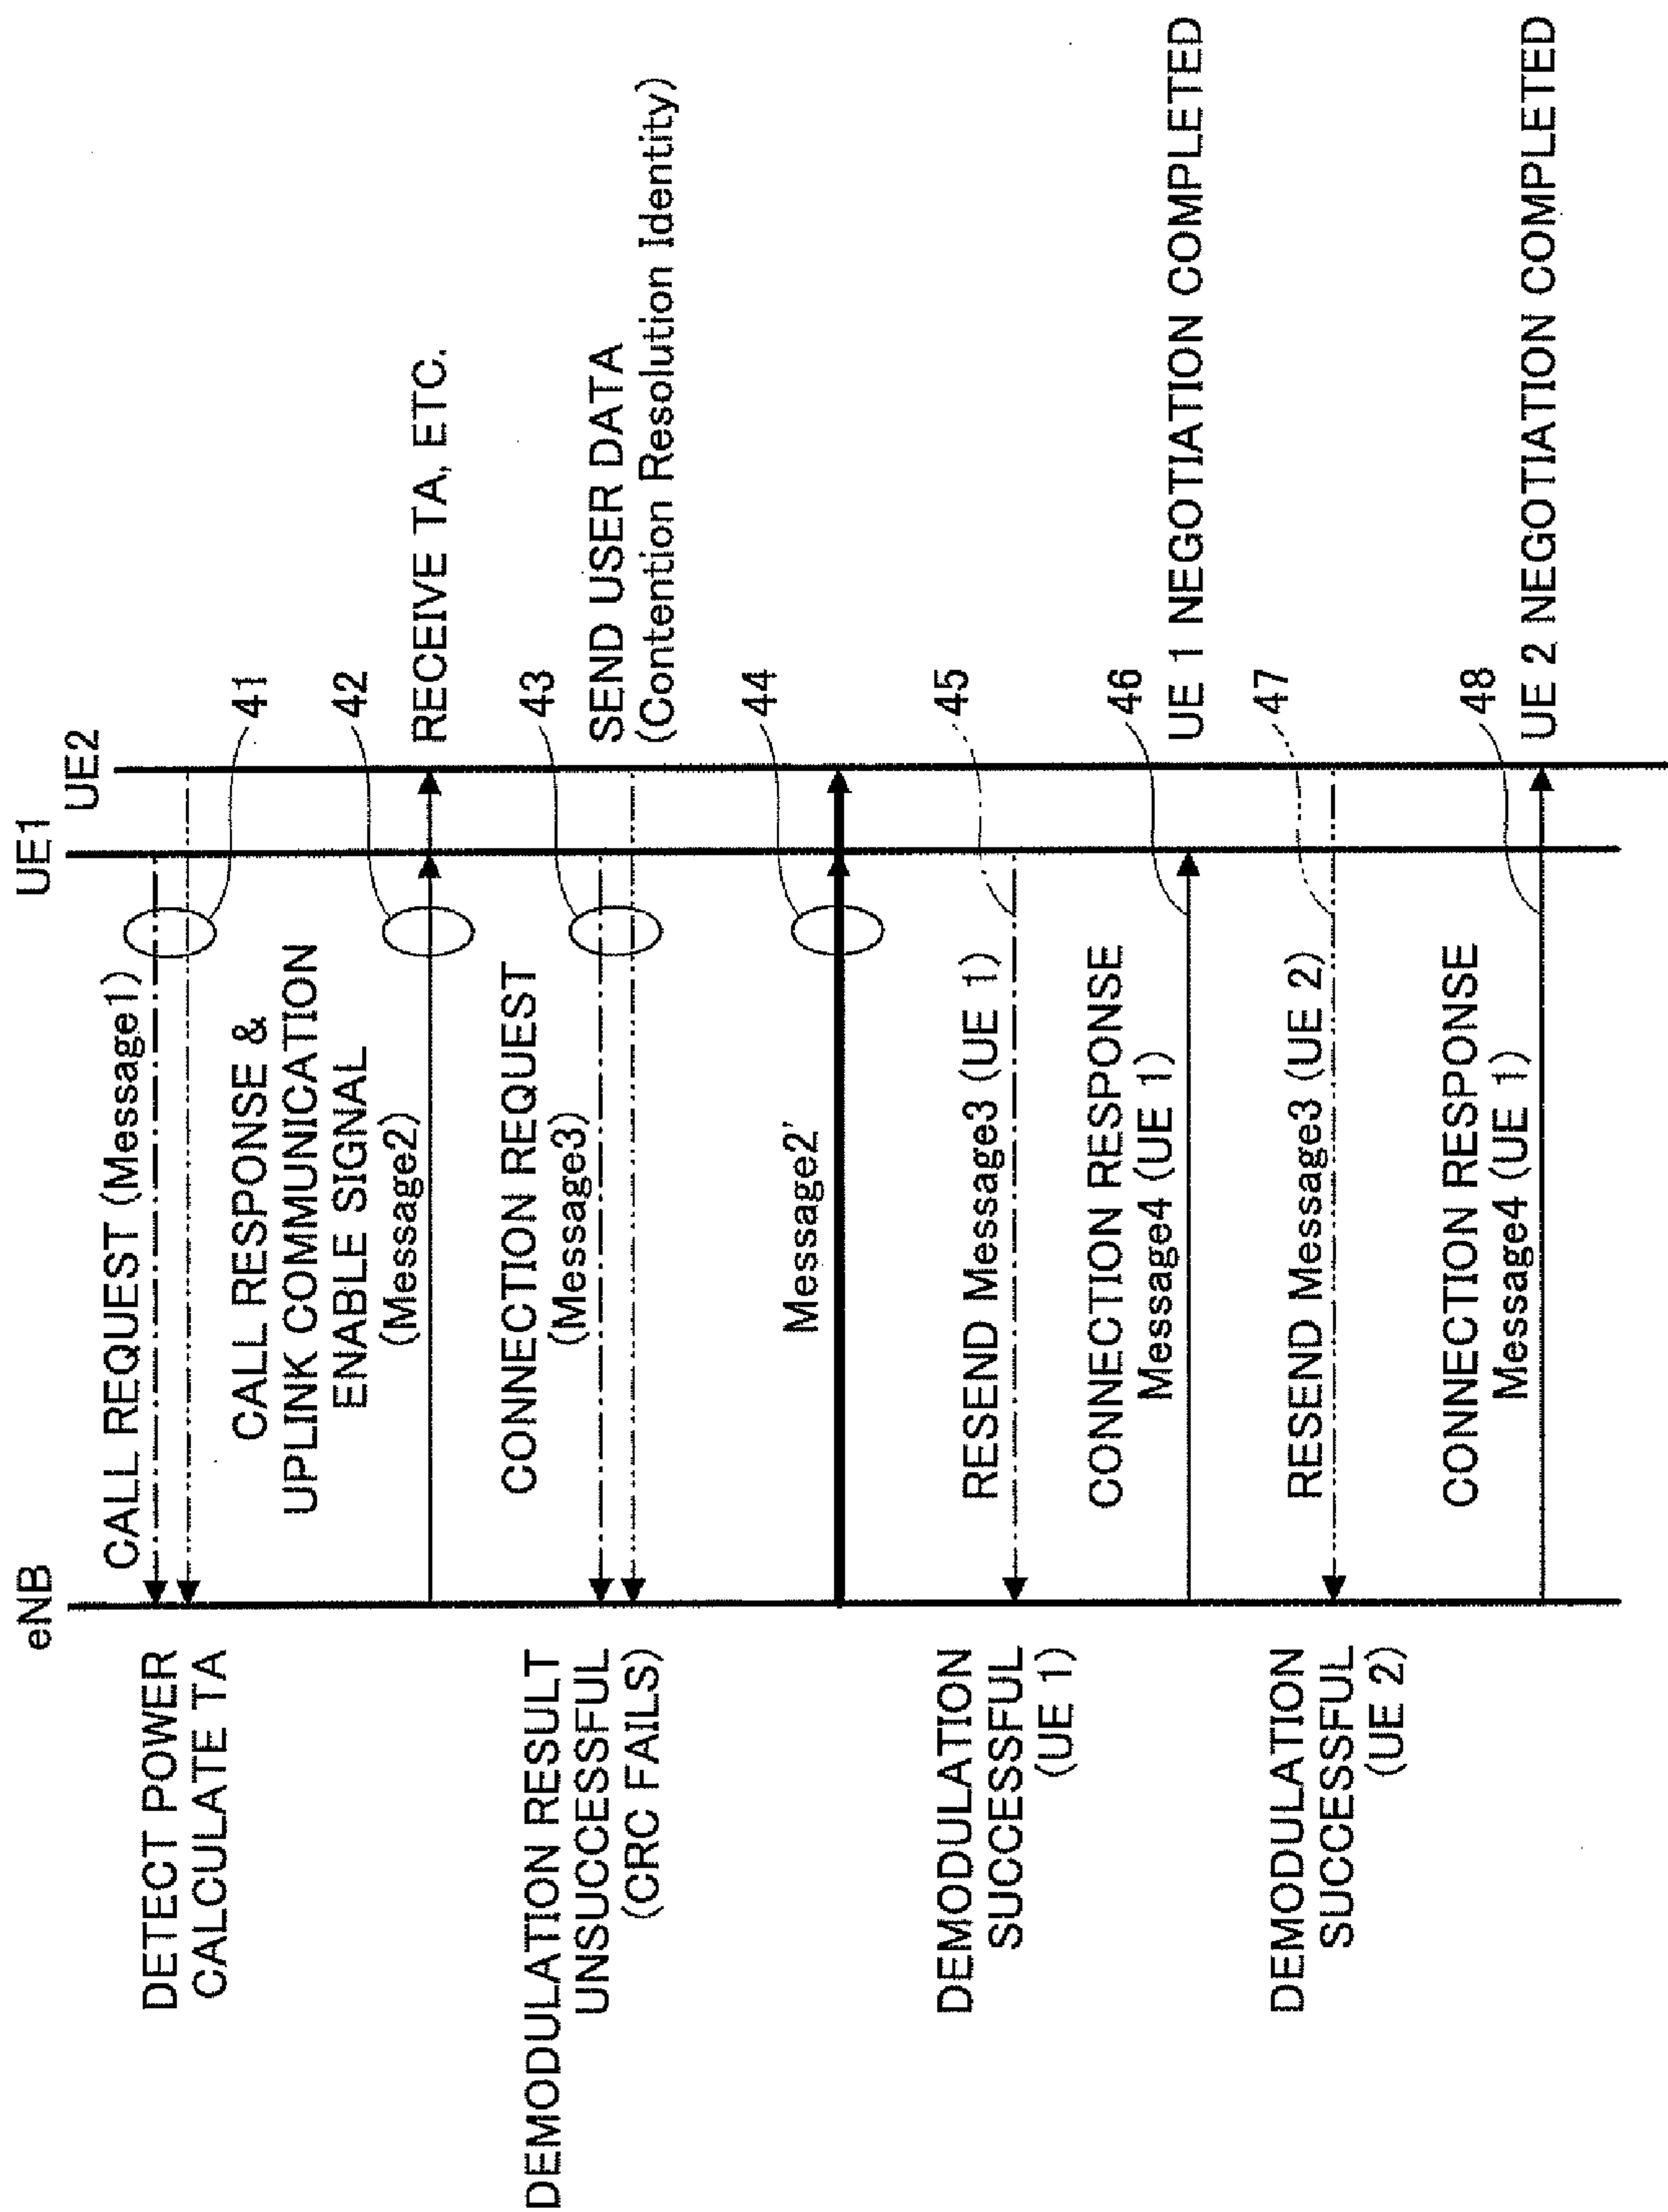 eNB
UE1
UE2
DETECT POWER
CALCULATE TA
CALL REQUEST (Message1)
41
CALL RESPONSE &
UPLINK COMMUNICATION
ENABLE SIGNAL
(Message2)
42
RECEIVE TA, ETC.
DEMODULATION RESULT
UNSUCCESSFUL
(CRC FAILS)
CONNECTION REQUEST
(Message3)
43
SEND USER DATA
(Contention Resolution Identity)
Message2'
44
DEMODULATION
SUCCESSFUL
(UE 1)
RESEND Message3 (UE 1)
45
CONNECTION RESPONSE
Message4 (UE 1)
46
UE 1 NEGOTIATION COMPLETED
DEMODULATION
SUCCESSFUL
(UE 2)
RESEND Message3 (UE 2)
47
CONNECTION RESPONSE
Message4 (UE 1)
48
UE 2 NEGOTIATION COMPLETED